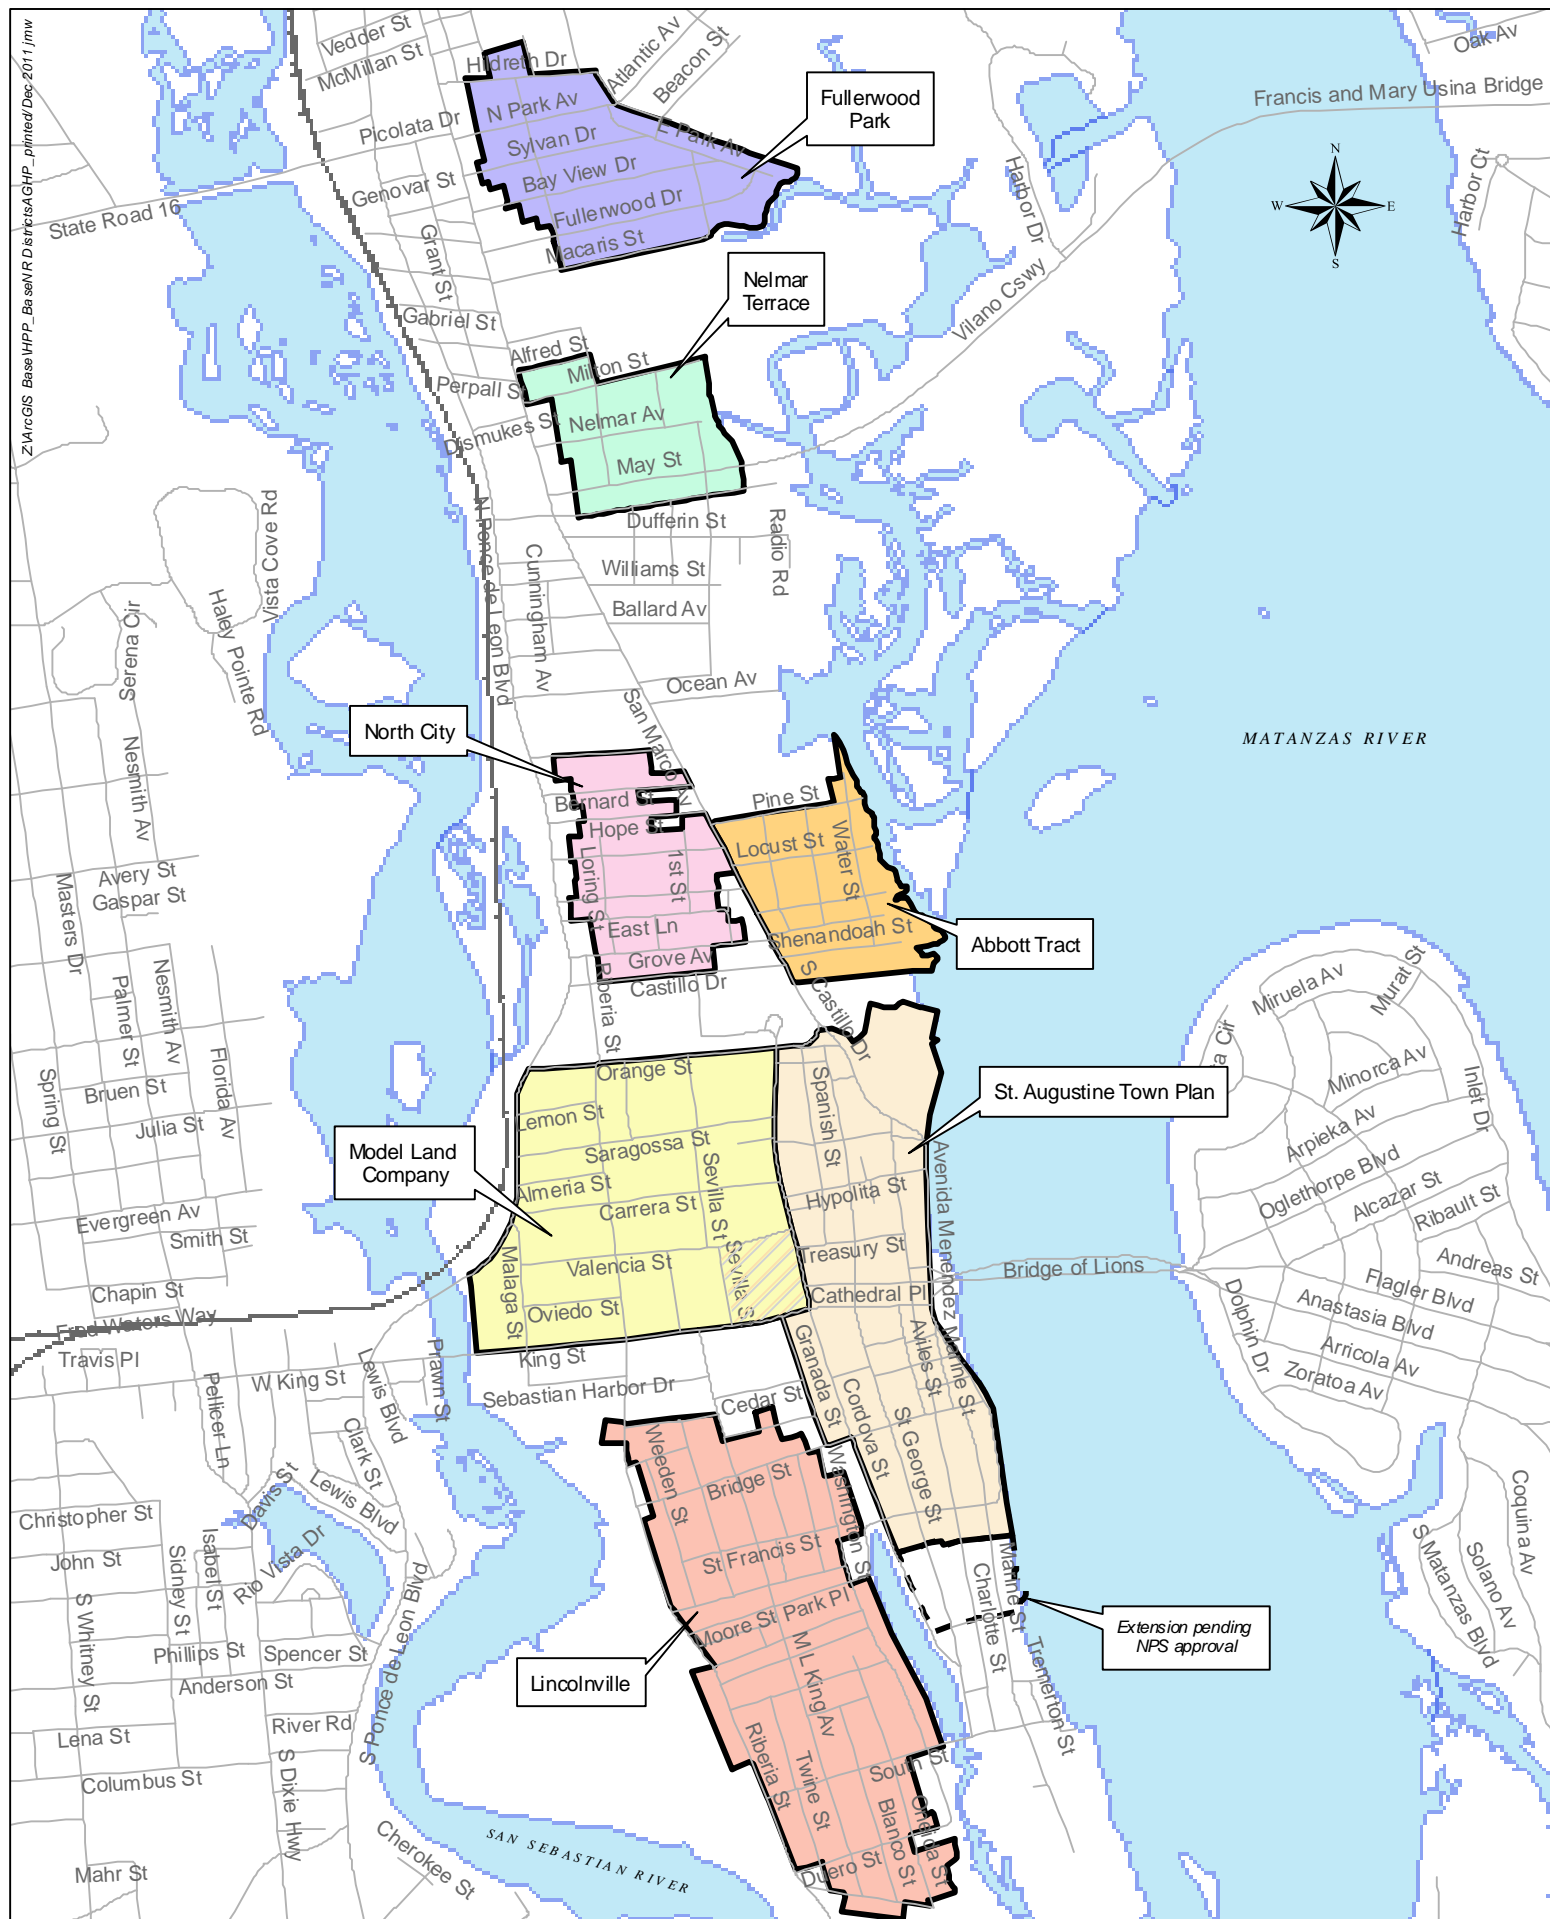 Z:\ArcGIS Base\HPP_Base\NR Districts\AGHP_printed/Dec 2011 jmw
Vedder St
McMillan St
Hildreth Dr
Atlantic Av
Beacon St
Oak Av
Francis and Mary Usina Bridge
Fullerwood
Park
Picolata Dr
N Park Av
E Park Av
Sylvan Dr
Bay View Dr
Genovar St
Fullerwood Dr
State Road 16
Macaris St
Grant St
Harbor Dr
Harbor Ct
N
W
E
S
Nelmar
Terrace
Vilano Cswy
Gabriel St
Alfred St
Milton St
Perpall St
Nelmar Av
Dismukes St
May St
N Ponce de Leon Blvd
Dufferin St
Radio Rd
Vista Cove Rd
Cunningham Av
Williams St
Ballard Av
Serena Cir
Haley Pointe Rd
Ocean Av
San Marco Av
North City
Nesmith Av
MATANZAS RIVER
Bernard St
Pine St
Hope St
Locust St
Water St
Loring St
1st St
Avery St
Gaspar St
Masters Dr
East Ln
Shenandoah St
Abbott Tract
Grove Av
Castillo Dr
Riberia St
S Castillo Dr
Palmer St
Nesmith Av
Miruela Av
Murat St
Minorca Av
Inlet Dr
Arpieka Av
Spring St
Bruen St
Florida Av
Julia St
Orange St
Lemon St
Spanish St
St. Augustine Town Plan
Model Land
Company
Saragossa St
Sevilla St
Almeria St
Carrera St
Hypolita St
Avenida Menendez
Oglethorpe Blvd
Alcazar St
Ribault St
Evergreen Av
Smith St
Malaga St
Valencia St
Sevilla St
Treasury St
Bridge of Lions
Andreas St
Chapin St
Oviedo St
Cathedral Pl
Flagler Blvd
Anastasia Blvd
Dolphin Dr
Fred Waters Way
Travis Pl
King St
Arricola Av
Zoratoa Av
W King St
Lewis Blvd
Prawn St
Sebastian Harbor Dr
Cedar St
Granada St
Cordova St
Aviles St
Marine St
Pellicer Ln
Clark St
Weeden St
Bridge St
Washington St
St George St
Davis St
Lewis Blvd
Christopher St
Coquina Av
John St
Isabel St
Sidney St
Rio Vista Dr
St Francis St
Marine St
Charlotte St
S Matanzas Blvd
Solano Av
S Whitney St
S Ponce de Leon Blvd
Moore St
Park Pl
Extension pending
NPS approval
Phillips St
Spencer St
Anderson St
Lincolnville
M L King Av
Tremerton St
River Rd
Lena St
S Dixie Hwy
Columbus St
Riberia St
Twine St
South St
Blanco St
Oneida St
Cherokee St
SAN SEBASTIAN RIVER
Mahr St
Duero St